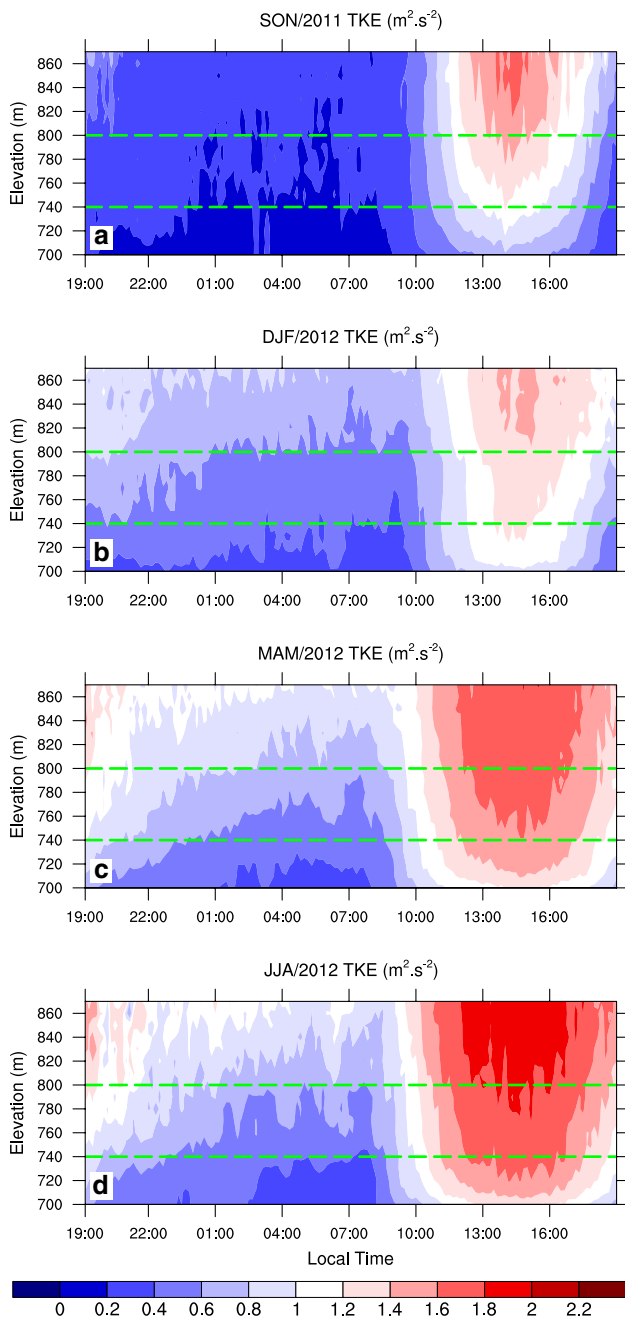 SON/2011 TKE (m².s⁻²)
Elevation (m)
860
840
820
800
780
760
740
720
700
a
19:00 22:00 01:00 04:00 07:00 10:00 13:00 16:00
DJF/2012 TKE (m².s⁻²)
Elevation (m)
860
840
820
800
780
760
740
720
700
b
19:00 22:00 01:00 04:00 07:00 10:00 13:00 16:00
MAM/2012 TKE (m².s⁻²)
Elevation (m)
860
840
820
800
780
760
740
720
700
c
19:00 22:00 01:00 04:00 07:00 10:00 13:00 16:00
JJA/2012 TKE (m².s⁻²)
Elevation (m)
860
840
820
800
780
760
740
720
700
d
19:00 22:00 01:00 04:00 07:00 10:00 13:00 16:00
Local Time
0 0.2 0.4 0.6 0.8 1 1.2 1.4 1.6 1.8 2 2.2